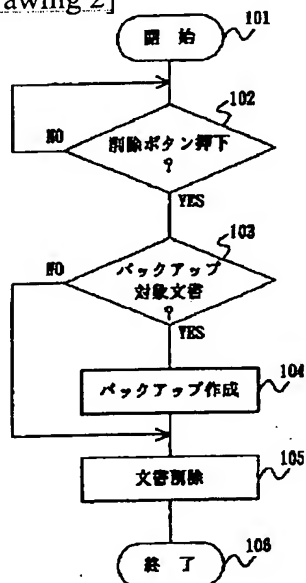 awing 2]
開 始
101
102
削除ボタン押下
?
NO
YES
103
バックアップ
対象文書
?
NO
YES
104
バックアップ作成
105
文書削除
106
終 了